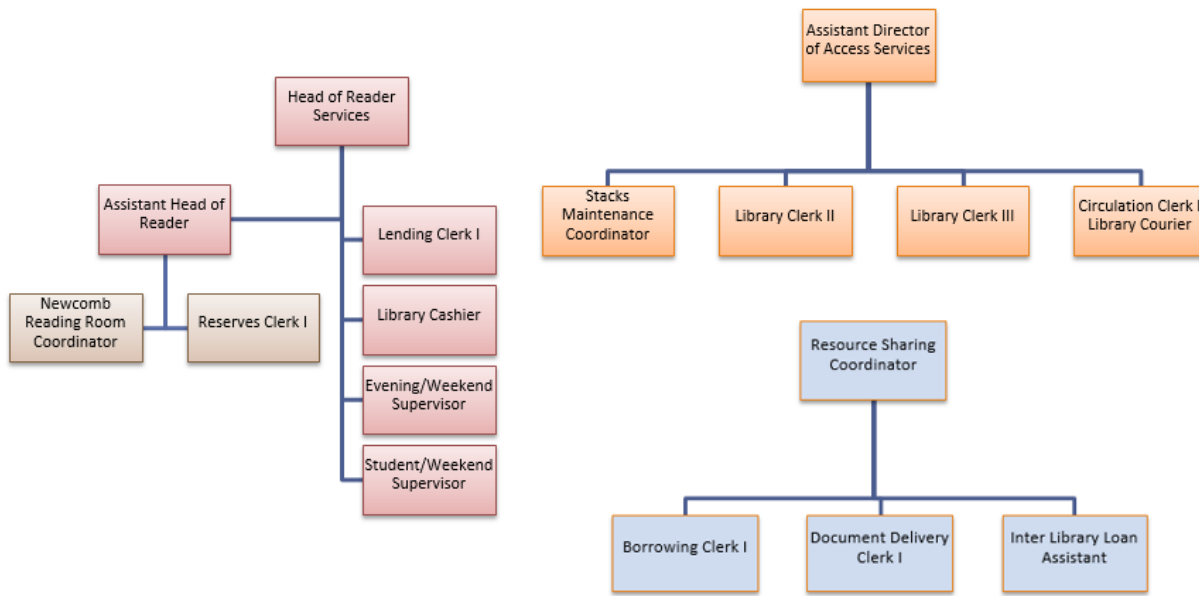 Head of Reader
Services
Assistant Head of
Reader
Newcomb
Reading Room
Coordinator
Reserves Clerk I
Lending Clerk I
Library Cashier
Evening/Weekend
Supervisor
Student/Weekend
Supervisor
Assistant Director
of Access Services
Stacks
Maintenance
Coordinator
Library Clerk II
Library Clerk III
Circulation Clerk
Library Courier
Resource Sharing
Coordinator
Borrowing Clerk I
Document Delivery
Clerk I
Inter Library Loan
Assistant